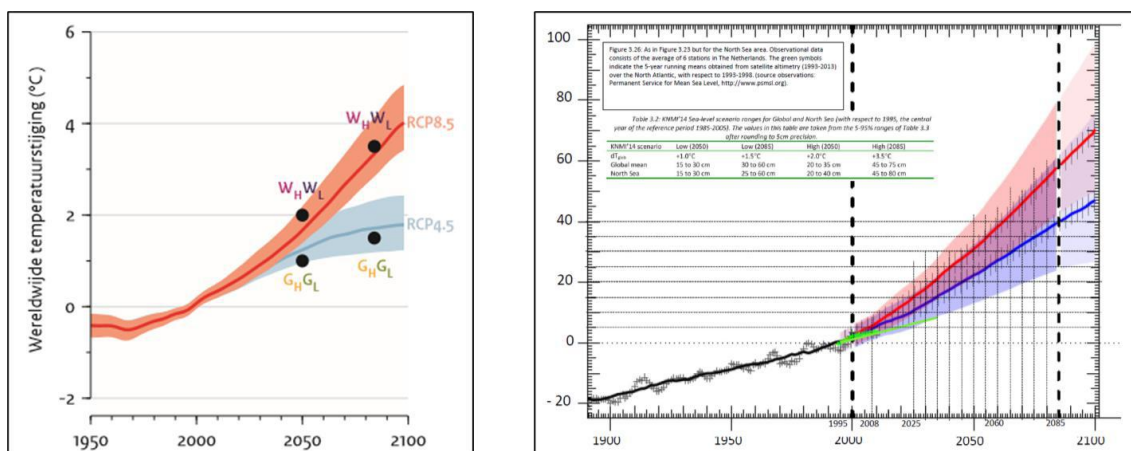 Wereldwijde temperatuurstijging (°C)
6
4
2
0
-2
1950 2000 2050 2100
WHWL
RCP8.5
WHWL
RCP4.5
GHGL
GHGL
100
80
60
40
20
0
- 20
Figure 3.26: As in Figure 3.23 but for the North Sea area. Observational data
consists of the average of 6 stations in The Netherlands. The green symbols
indicate the 5-year running means obtained from satellite altimetry (1993-2013)
over the North Atlantic, with respect to 1993-1998. (source observations:
Permanent Service for Mean Sea Level, http://www.psmsl.org).
Table 3.2: KNMI'14 Sea-level scenario ranges for Global and North Sea (with respect to 1995, the central
year of the reference period 1985-2005). The values in this table are taken from the 5-95% ranges of Table 3.3
after rounding to 5cm precision.
KNMI'14 scenario Low (2050) Low (2085) High (2050) High (2085)
+1.0°C +1.5°C +2.0°C +3.5°C
Global mean 15 to 30 cm 30 to 60 cm 20 to 35 cm 45 to 75 cm
North Sea 15 to 30 cm 25 to 60 cm 20 to 40 cm 45 to 80 cm
1995 2008 2025 2060 2085
1900 1950 2000 2050 2100